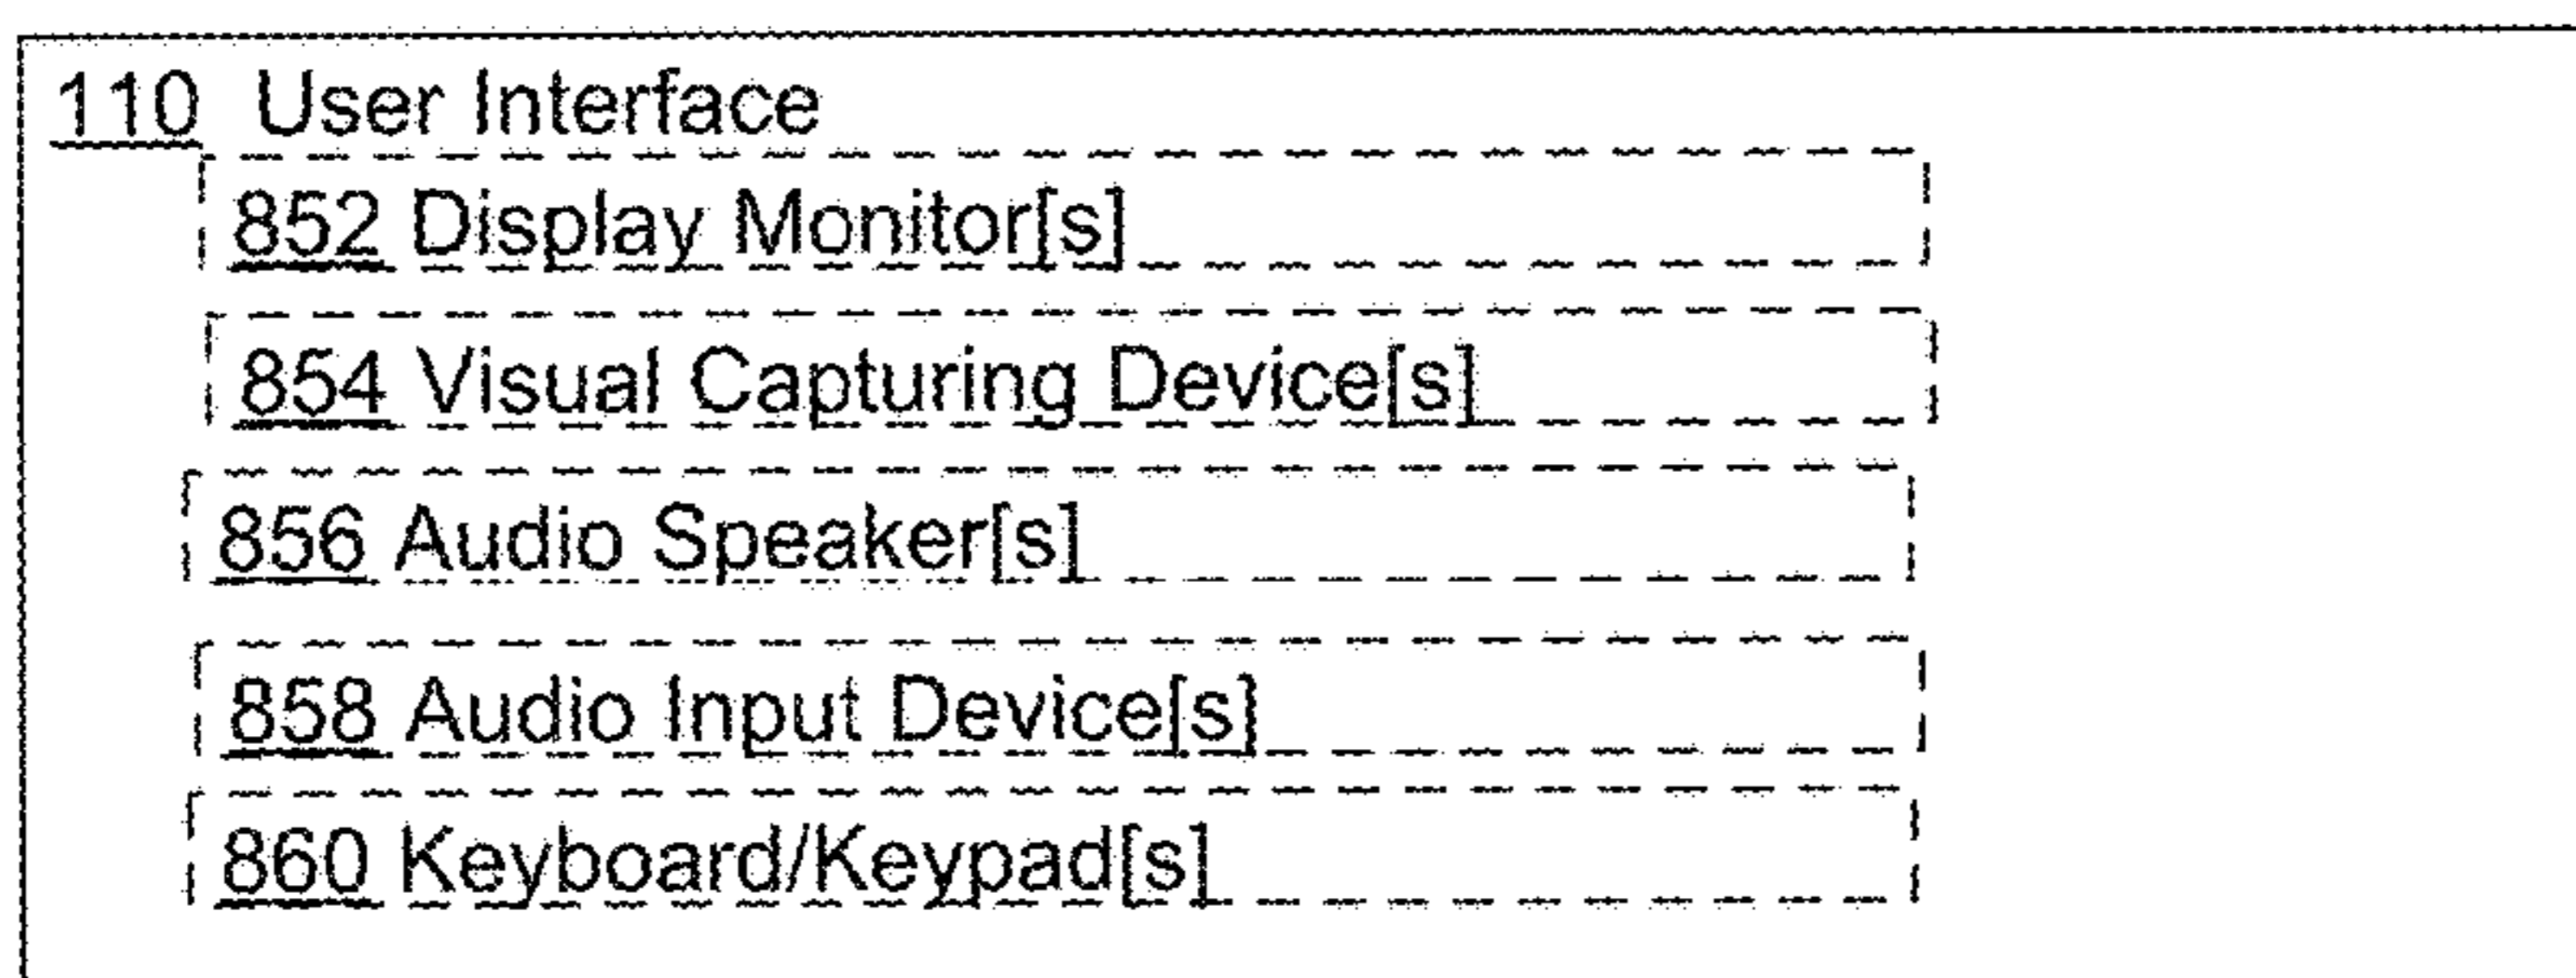 110 User Interface
852 Display Monitor[s]
854 Visual Capturing Device[s]
856 Audio Speaker[s]
858 Audio Input Device[s]
860 Keyboard/Keypad[s]